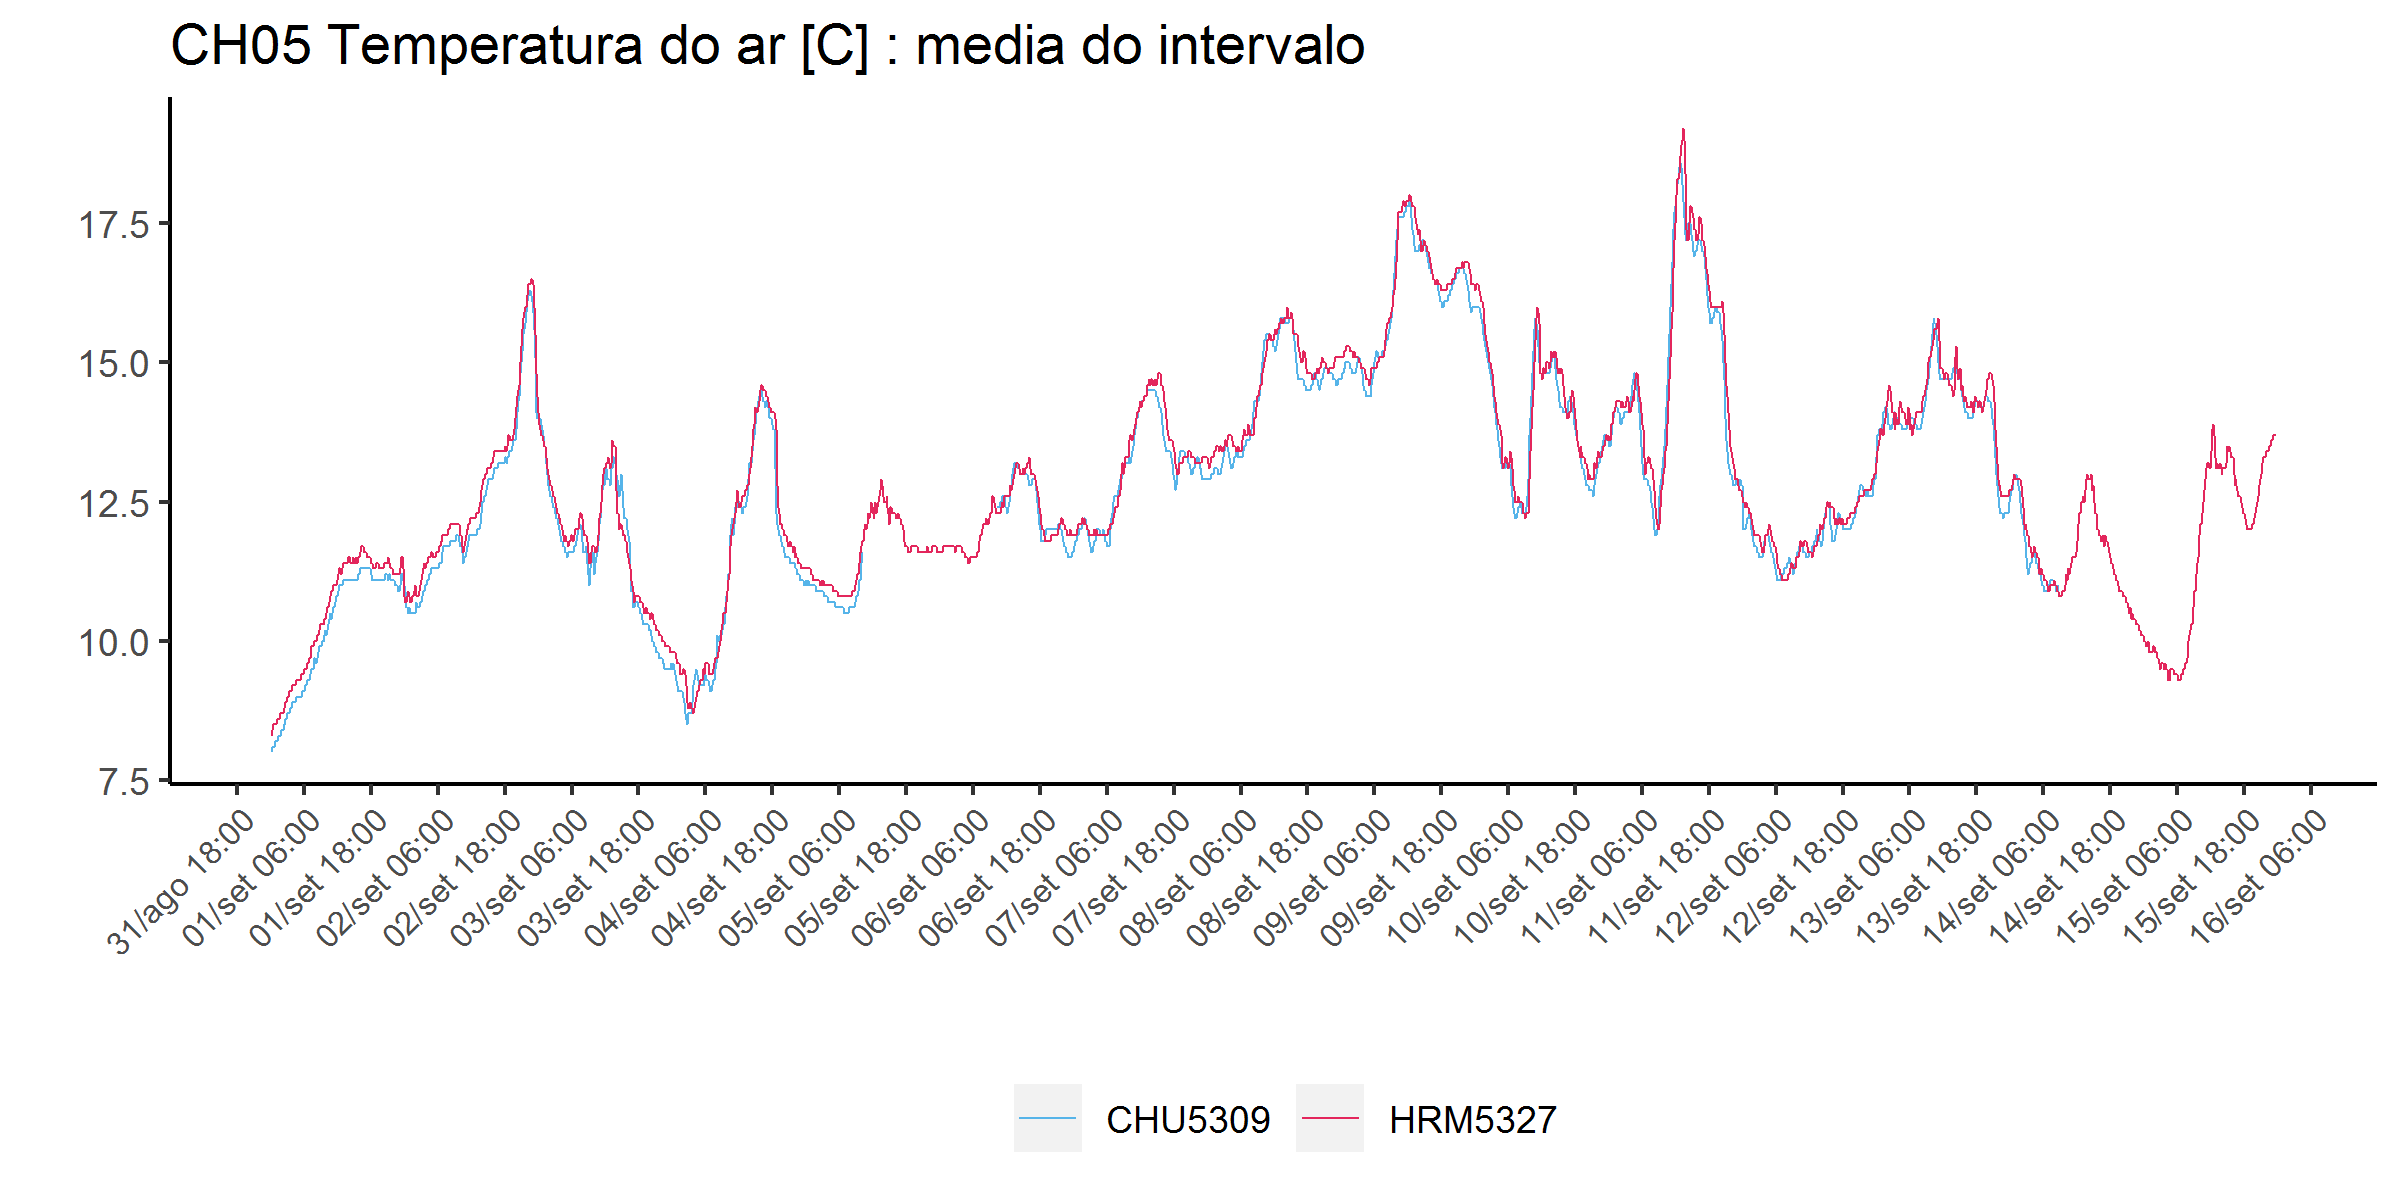 CH05 Temperatura do ar [C] : media do intervalo
17.5
15.0
12.5
10.0
7.5
31/ago 18:00
01/set 06:00
01/set 18:00
02/set 06:00
02/set 18:00
03/set 06:00
03/set 18:00
04/set 06:00
04/set 18:00
05/set 06:00
05/set 18:00
06/set 06:00
06/set 18:00
07/set 06:00
07/set 18:00
08/set 06:00
08/set 18:00
09/set 06:00
09/set 18:00
10/set 06:00
10/set 18:00
11/set 06:00
11/set 18:00
12/set 06:00
12/set 18:00
13/set 06:00
13/set 18:00
14/set 06:00
14/set 18:00
15/set 06:00
15/set 18:00
16/set 06:00
CHU5309
HRM5327